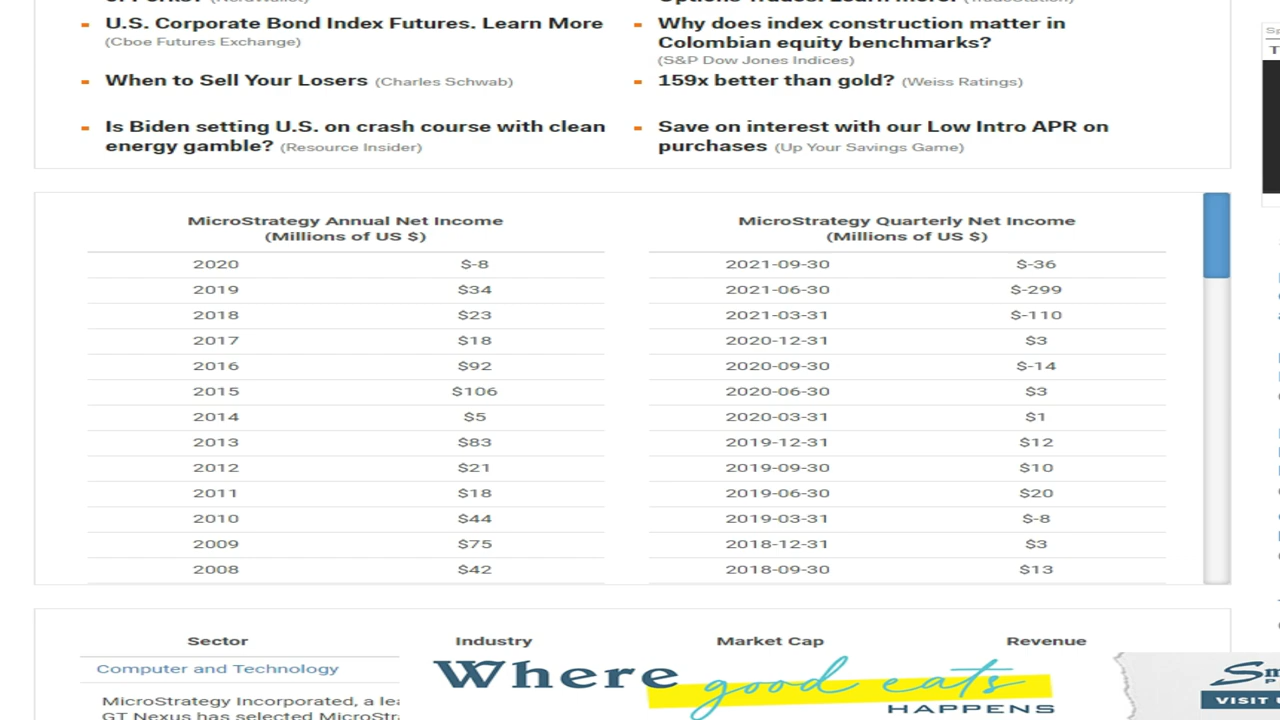 U.S. Corporate Bond Index Futures. Learn More
(Cboe Futures Exchange)
When to Sell Your Losers (Charles Schwab)
Is Biden setting U.S. on crash course with clean
energy gamble? (Resource Insider)
Why does index construction matter in
Colombian equity benchmarks?
(S&P Dow Jones Indices)
159x better than gold? (Weiss Ratings)
Save on interest with our Low Intro APR on
purchases (Up Your Savings Game)
MicroStrategy Annual Net Income
(Millions of US $)
2020 $-8
2019 $34
2018 $23
2017 $18
2016 $92
2015 $106
2014 $5
2013 $83
2012 $21
2011 $18
2010 $44
2009 $75
2008 $42
MicroStrategy Quarterly Net Income
(Millions of US $)
2021-09-30 $-36
2021-06-30 $-299
2021-03-31 $-110
2020-12-31 $3
2020-09-30 $-14
2020-06-30 $3
2020-03-31 $1
2019-12-31 $12
2019-09-30 $10
2019-06-30 $20
2019-03-31 $-8
2018-12-31 $3
2018-09-30 $13
Sector Industry Market Cap Revenue
Computer and Technology
MicroStrategy Incorporated, a
GT Nexus has selected
Where good eats
HAPPENS
VISIT